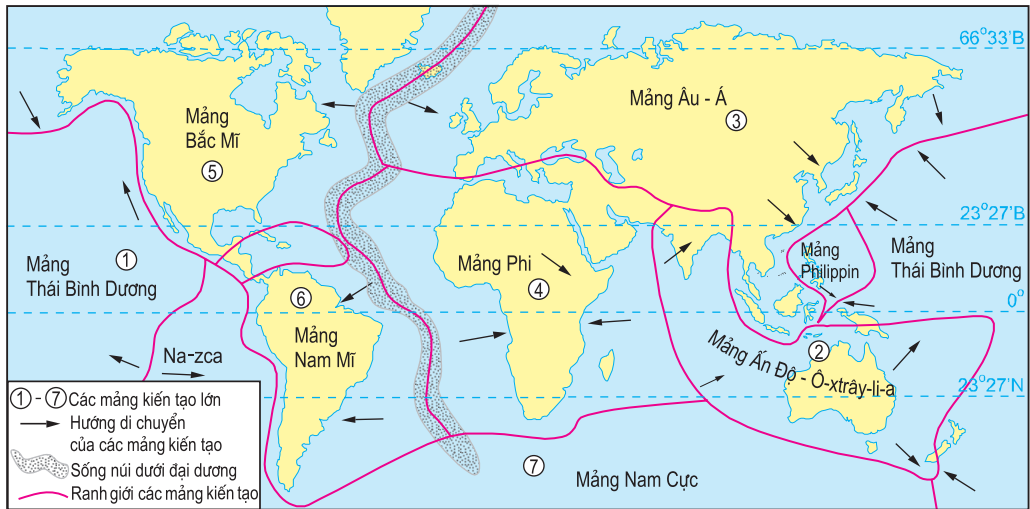 66°33'B
Mảng
Bắc Mĩ
5
Mảng Âu - Á
3
23°27'B
Mảng
Thái Bình Dương
1
Mảng Phi
4
Mảng
Philippin
Mảng
Thái Bình Dương
0°
6
Mảng
Nam Mĩ
Na-zca
2
Mảng Ấn Độ - Ô-xtrây-li-a
23°27'N
7
Mảng Nam Cực
1 - 7 Các mảng kiến tạo lớn
Hướng di chuyển
của các mảng kiến tạo
Sống núi dưới đại dương
Ranh giới các mảng kiến tạo